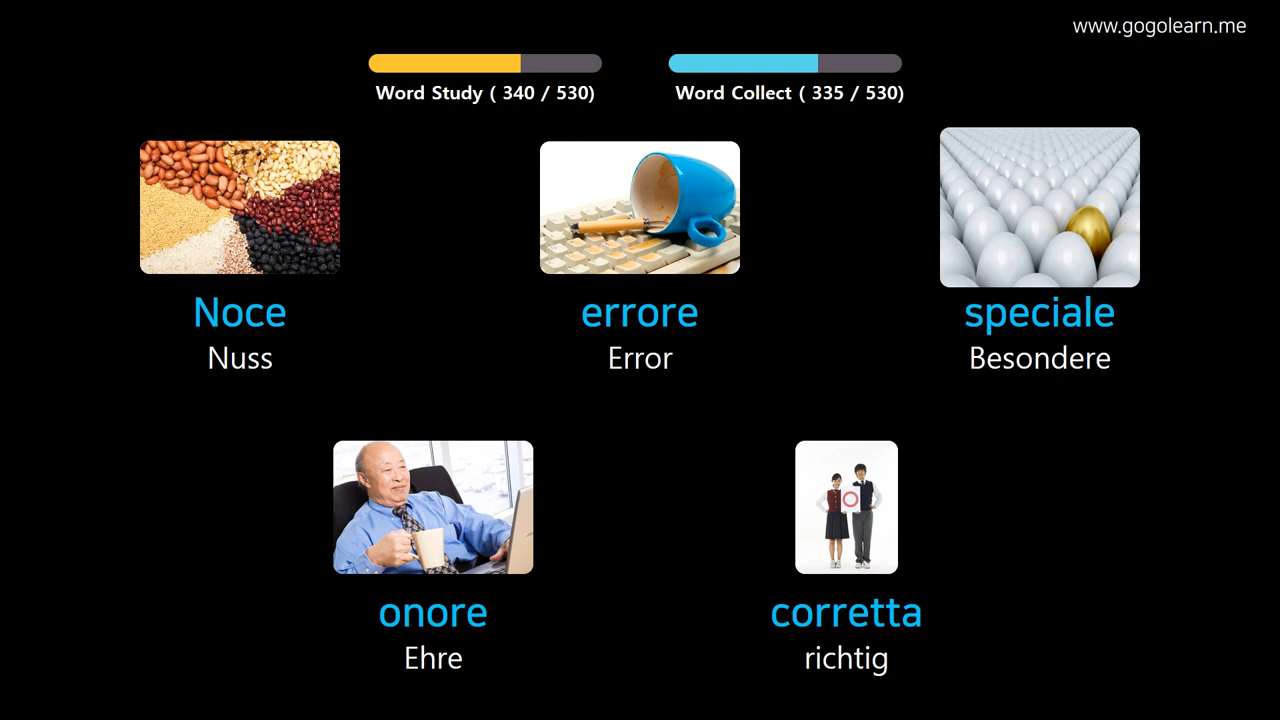 www.gogolearn.me
Word Study ( 340 / 530)
Word Collect ( 335 / 530)
Noce
Nuss
errore
Error
speciale
Besondere
onore
Ehre
corretta
richtig